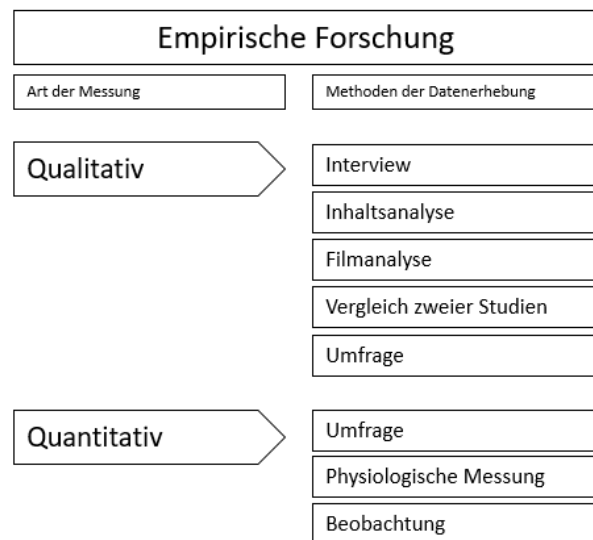 Empirische Forschung
Art der Messung
Methoden der Datenerhebung
Qualitativ
Interview
Inhaltsanalyse
Filmanalyse
Vergleich zweier Studien
Umfrage
Quantitativ
Umfrage
Physiologische Messung
Beobachtung